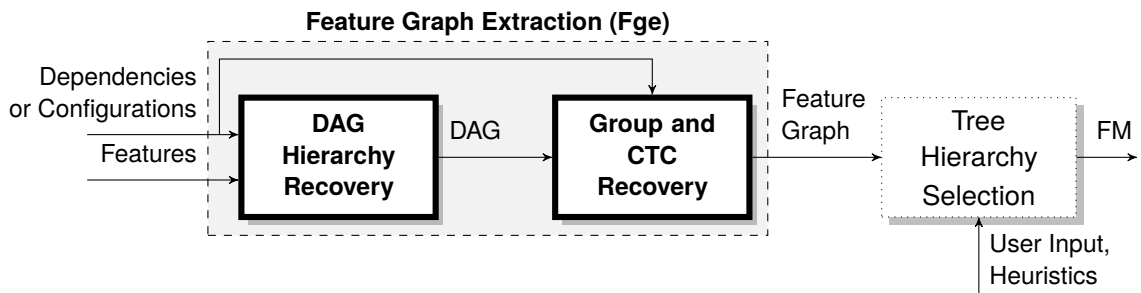 Feature Graph Extraction (Fge)
Dependencies
or Configurations
Features
DAG
Hierarchy
Recovery
DAG
Group and
CTC
Recovery
Feature
Graph
Tree
Hierarchy
Selection
FM
User Input,
Heuristics